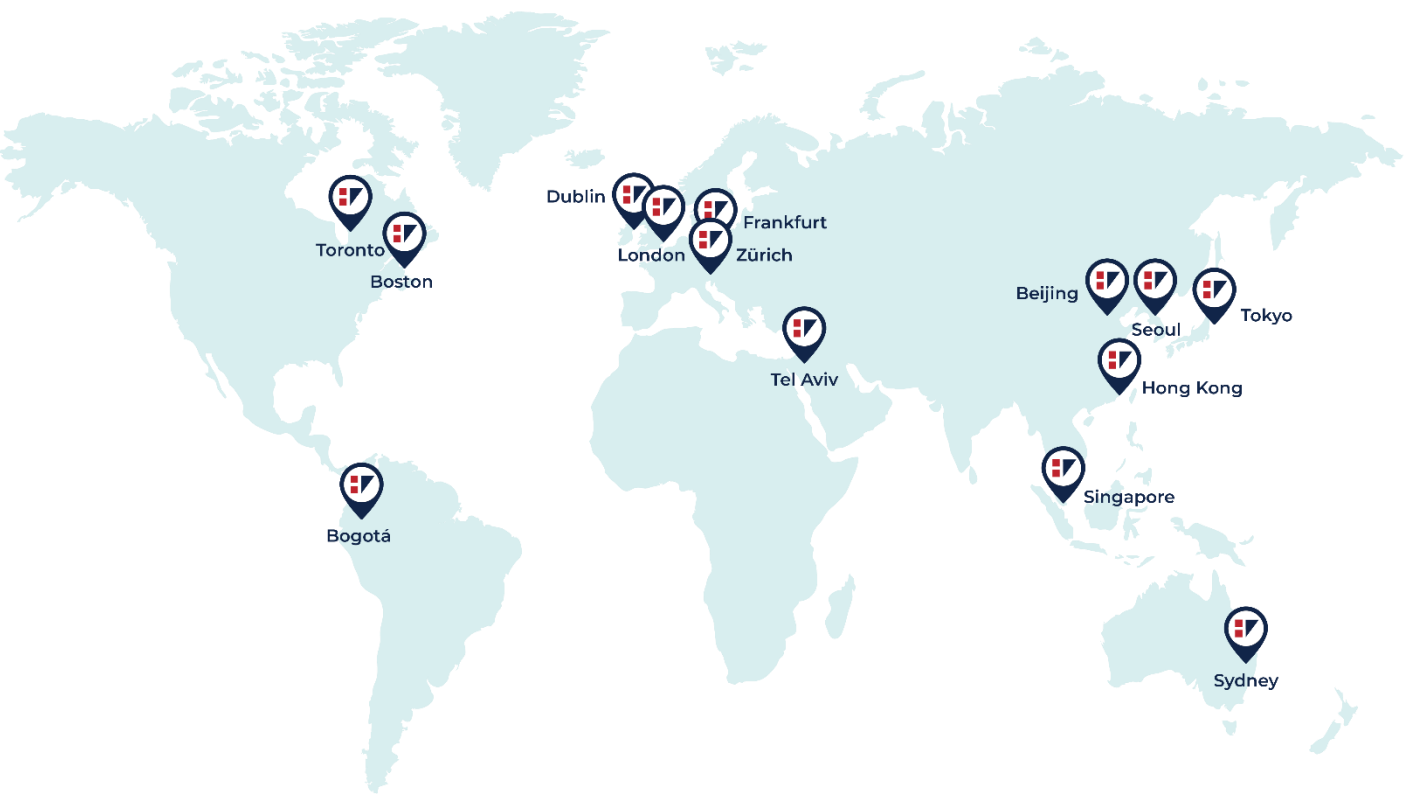 Dublin
Frankfurt
London
Zürich
Toronto
Boston
Beijing
Seoul
Tokyo
Tel Aviv
Hong Kong
Singapore
Bogotá
Sydney